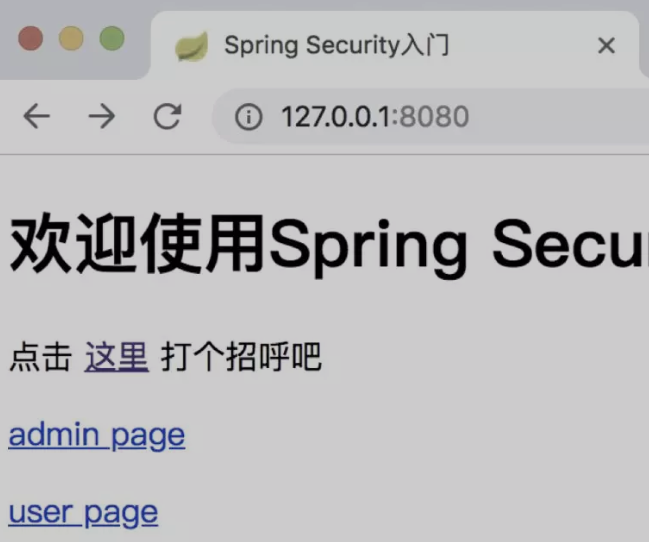 Spring Security入门
127.0.0.1:8080
欢迎使用Spring Secu
点击 这里 打个招呼吧
admin page
user page